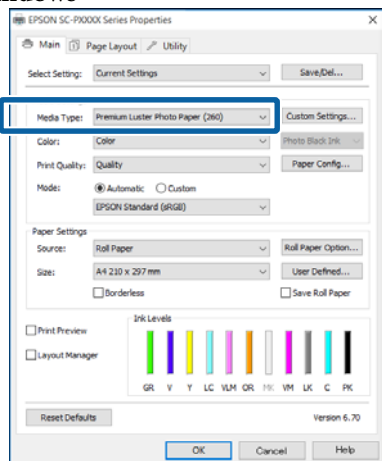 EPSON SC-PXXXX Series Properties
Main Page Layout Utility
Select Setting: Current Settings Save/Del...
Media Type: Premium Luster Photo Paper (260) Custom Settings...
Color: Color Photo Black Ink
Print Quality: Quality Paper Config...
Mode: Automatic Custom
EPSON Standard (sRGB)
Paper Settings
Source: Roll Paper Roll Paper Option...
Size: A4 210 x 297 mm User Defined...
Borderless Save Roll Paper
Ink Levels
Print Preview
Layout Manager
GR V Y LC VLM OR MK VM LK C PK
Reset Defaults Version 6.70
OK Cancel Help